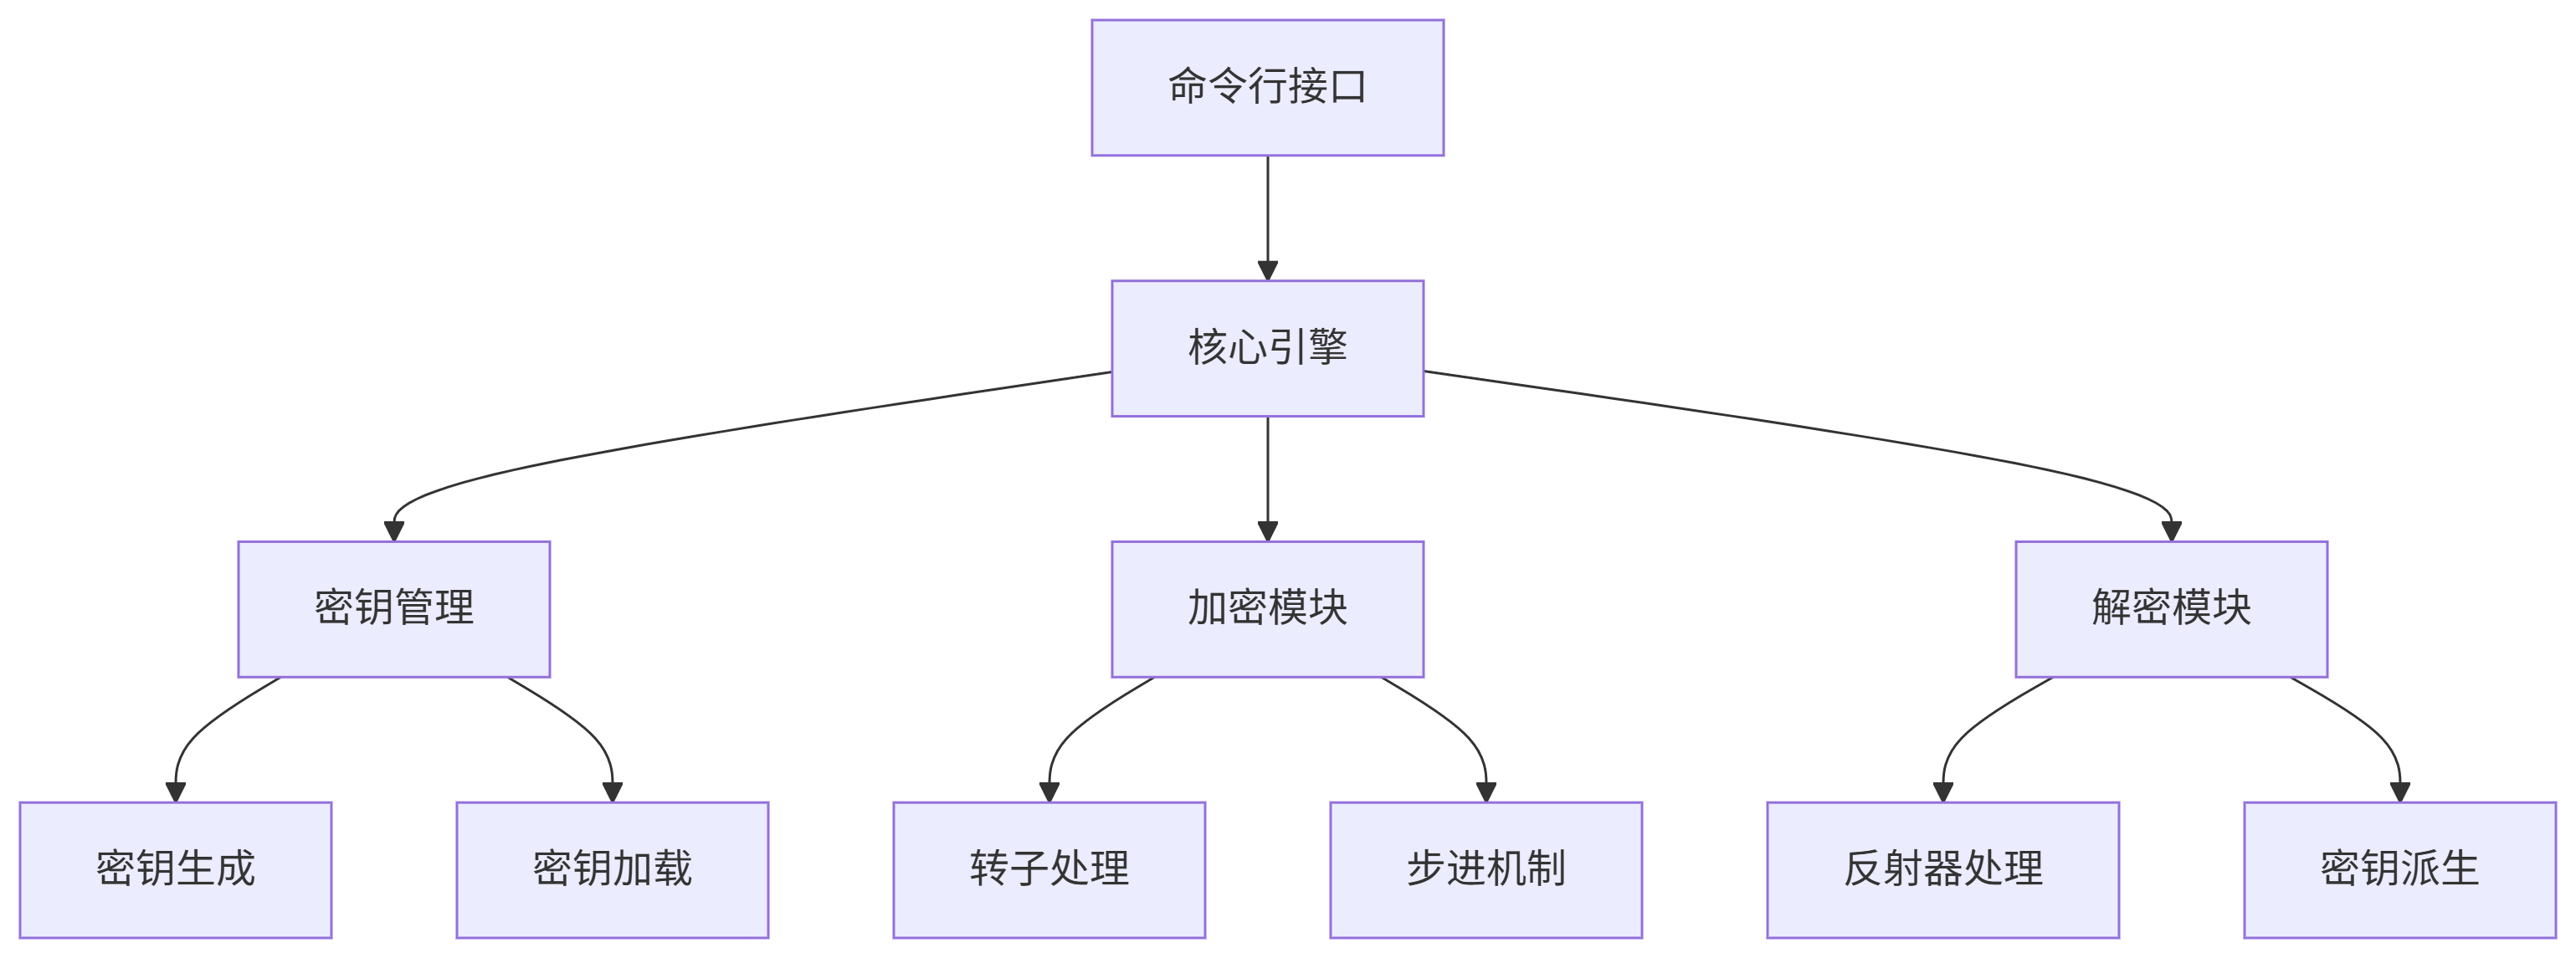 命令行接口
核心引擎
密钥管理
加密模块
解密模块
密钥生成
密钥加载
转子处理
步进机制
反射器处理
密钥派生